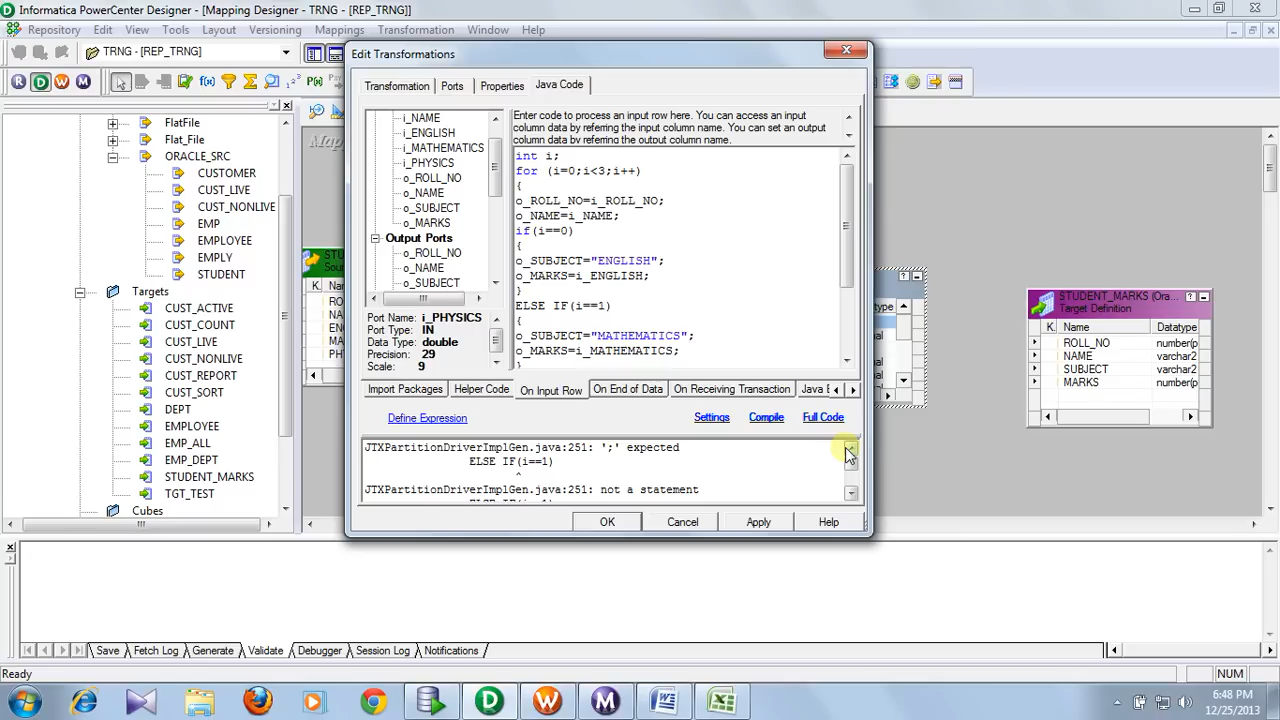 Informatica PowerCenter Designer - [Mapping Designer - TRNG - [REP_TRNG]]
Repository Edit View Tools Layout Versioning Mappings Transformation Window Help
TRNG - [REP_TRNG]
Edit Transformations
Transformation Ports Properties Java Code
FlatFile
Flat_File
ORACLE_SRC
CUSTOMER
CUST_LIVE
CUST_NONLIVE
EMP
EMPLOYEE
EMPLY
STUDENT
Targets
CUST_ACTIVE
CUST_COUNT
CUST_LIVE
CUST_NONLIVE
CUST_REPORT
CUST_SORT
DEPT
EMPLOYEE
EMP_ALL
EMP_DEPT
STUDENT_MARKS
TGT_TEST
Cubes
i_NAME
i_ENGLISH
i_MATHEMATICS
i_PHYSICS
o_ROLL_NO
o_NAME
o_SUBJECT
o_MARKS
Output Ports
o_ROLL_NO
o_NAME
o_SUBJECT
Port Name: i_PHYSICS
Port Type: IN
Data Type: double
Precision: 29
Scale: 9
Enter code to process an input row here. You can access an input
column data by referring the input column name. You can set an output
column data by referring the output column name.
int i;
for (i=0;i<3;i++)
{
o_ROLL_NO=i_ROLL_NO;
o_NAME=i_NAME;
if(i==0)
{
o_SUBJECT="ENGLISH";
o_MARKS=i_ENGLISH;
}
ELSE IF(i==1)
{
o_SUBJECT="MATHEMATICS";
o_MARKS=i_MATHEMATICS;
Import Packages Helper Code On Input Row On End of Data On Receiving Transaction Java E
Define Expression Settings Compile Full Code
JTXPartitionDriverImplGen.java:251: ';' expected
ELSE IF(i==1)
^
JTXPartitionDriverImplGen.java:251: not a statement
OK Cancel Apply Help
STUDENT_MARKS (Ora...
Target Definition
K. Name Datatype
ROLL_NO number(p
NAME varchar2
SUBJECT varchar2
MARKS number(p
Save Fetch Log Generate Validate Debugger Session Log Notifications
Ready
NUM
6:48 PM
12/25/2013